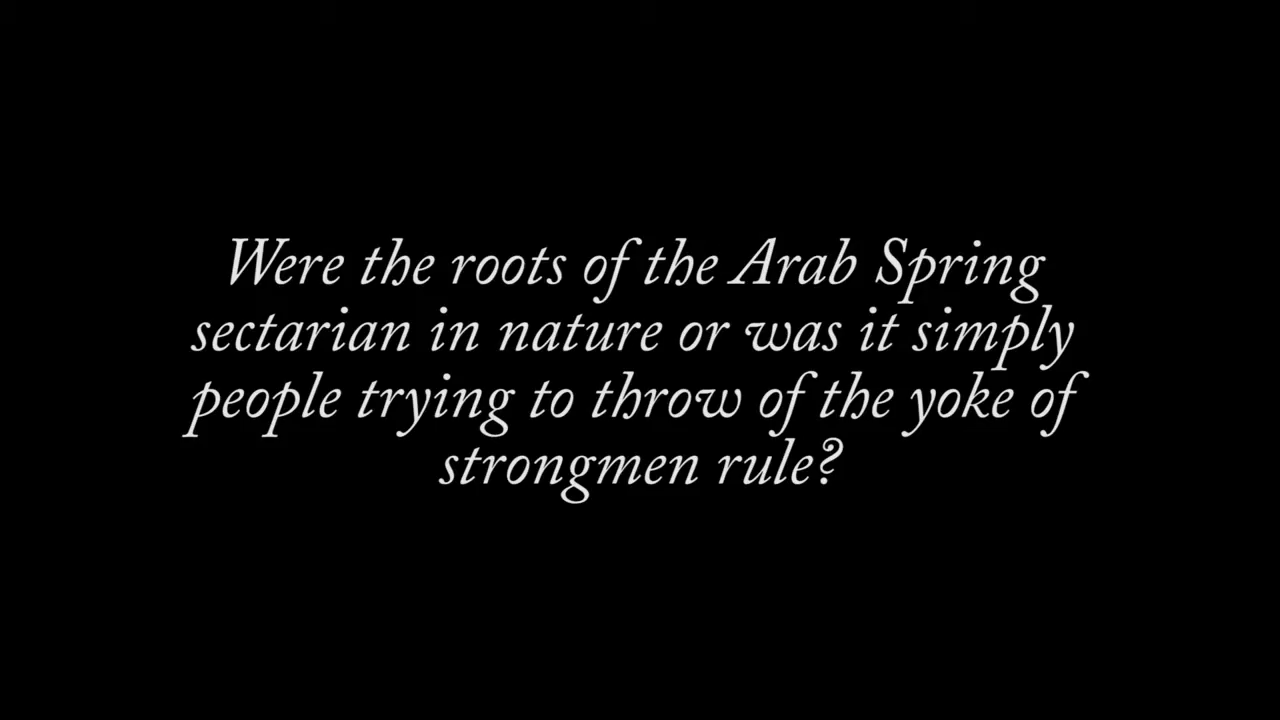 Were the roots of the Arab Spring
sectarian in nature or was it simply
people trying to throw of the yoke of
strongmen rule?